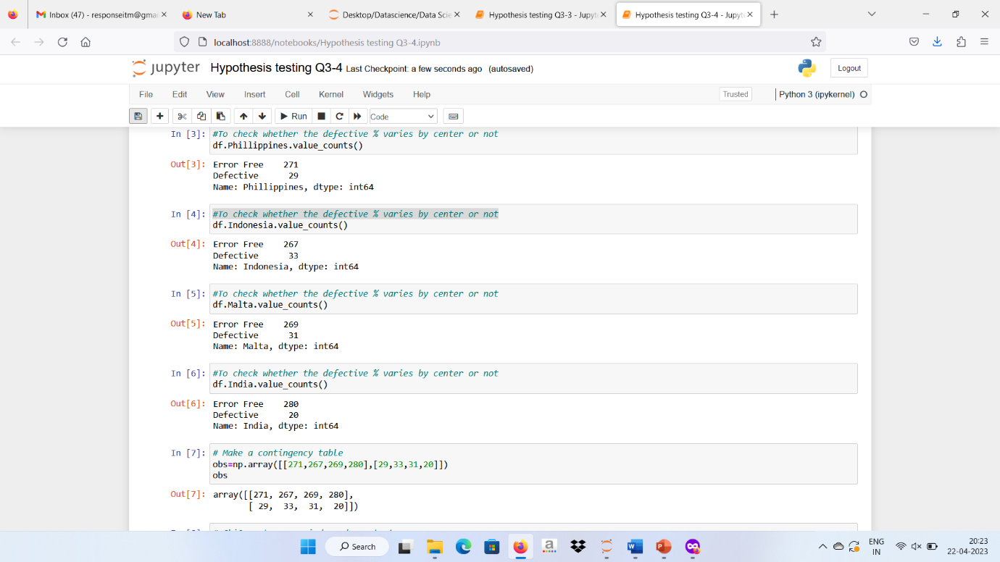 Inbox (47) - responseitm@gmai
New Tab
Desktop/Datascience/Data Scie
Hypothesis testing Q3-3 - Jupyt
Hypothesis testing Q3-4 - Jupyt
localhost:8888/notebooks/Hypothesis testing Q3-4.ipynb
jupyter Hypothesis testing Q3-4 Last Checkpoint: a few seconds ago (autosaved)
Logout
File Edit View Insert Cell Kernel Widgets Help
Trusted
Python 3 (ipykernel)
Run
Code
In [3]: #To check whether the defective % varies by center or not
df.Phillippines.value_counts()
Out[3]: Error Free 271
Defective 29
Name: Phillippines, dtype: int64
In [4]: #To check whether the defective % varies by center or not
df.Indonesia.value_counts()
Out[4]: Error Free 267
Defective 33
Name: Indonesia, dtype: int64
In [5]: #To check whether the defective % varies by center or not
df.Malta.value_counts()
Out[5]: Error Free 269
Defective 31
Name: Malta, dtype: int64
In [6]: #To check whether the defective % varies by center or not
df.India.value_counts()
Out[6]: Error Free 280
Defective 20
Name: India, dtype: int64
In [7]: # Make a contingency table
obs=np.array([[271,267,269,280],[29,33,31,20]])
obs
Out[7]: array([[271, 267, 269, 280],
[ 29, 33, 31, 20]])
Search
ENG
IN
20:23
22-04-2023